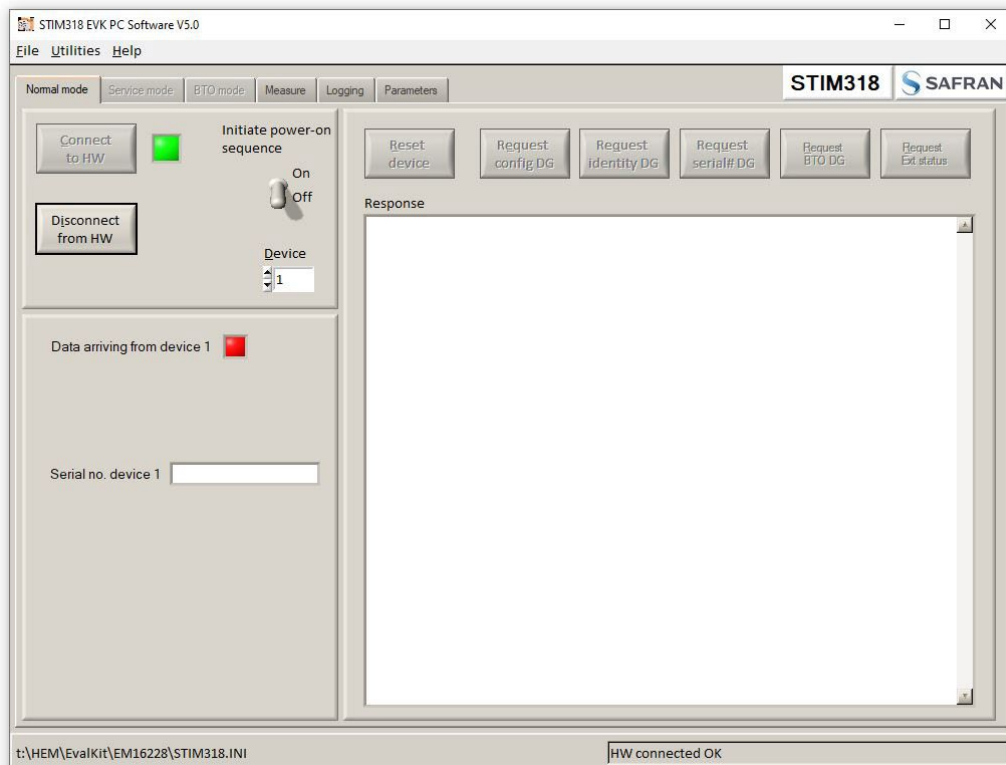 STIM318 EVK PC Software V5.0
File Utilities Help
Normal mode
Service mode
BTO mode
Measure
Logging
Parameters
STIM318
SAFRAN
Connect
to HW
Initiate power-on
sequence
On
Off
Disconnect
from HW
Device
1
Data arriving from device 1
Serial no. device 1
Reset
device
Request
config DG
Request
identity DG
Request
serial# DG
Request
BTO DG
Request
Ext status
Response
t:\HEM\EvalKit\EM16228\STIM318.INI
HW connected OK